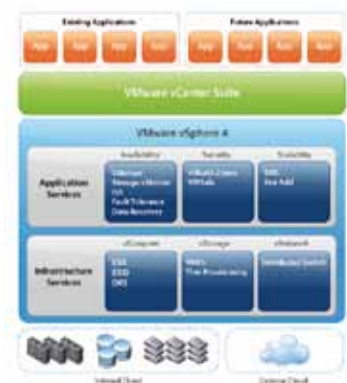 Existing Applications
Future Applications
App App App App
App App App App
VMware vCenter Suite
VMware vSphere 4
Availability
Security
Scalability
Application
Services
vMotion
Storage vMotion
HA
Fault Tolerance
Data Recovery
vShield Zones
VMSafe
DRS
Hot Add
vCompute
vStorage
vNetwork
Infrastructure
Services
ESX
ESXi
DRS
VMFS
Thin Provisioning
Distributed Switch
Internal Cloud
External Cloud